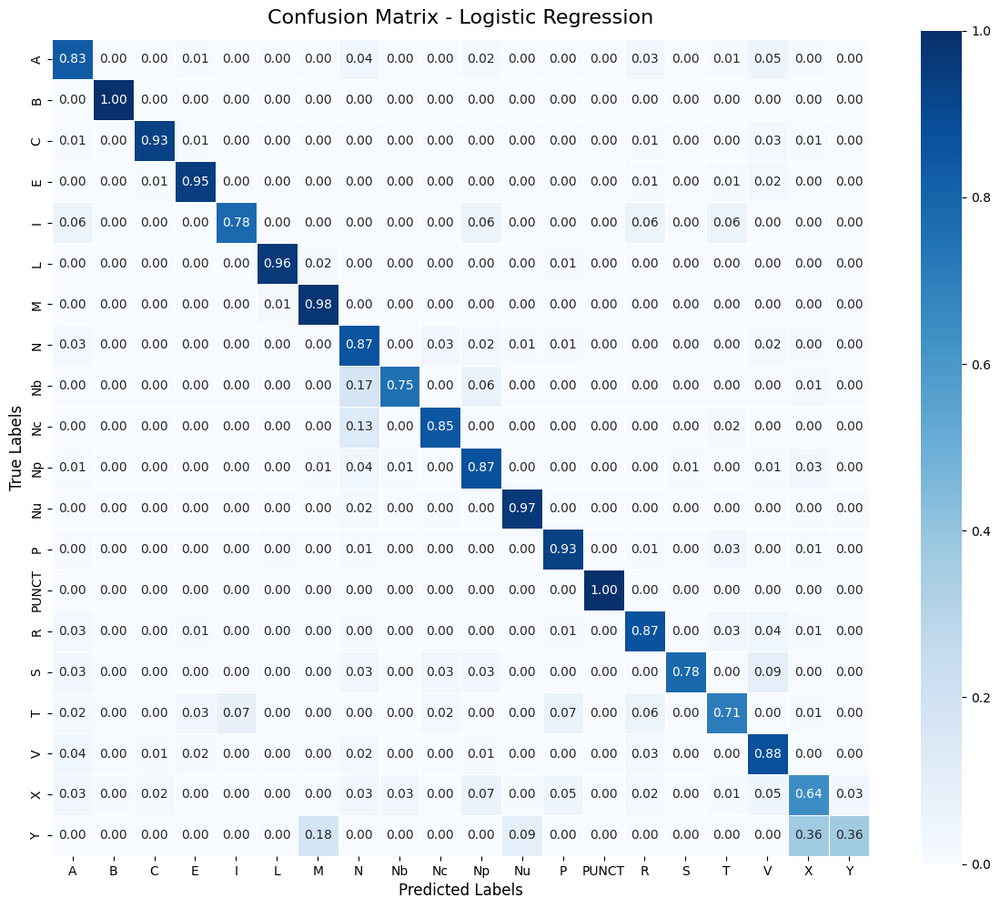 Confusion Matrix - Logistic Regression
A 0.83 0.00 0.00 0.01 0.00 0.00 0.00 0.04 0.00 0.00 0.02 0.00 0.00 0.00 0.03 0.00 0.01 0.05 0.00 0.00
B 0.00 1.00 0.00 0.00 0.00 0.00 0.00 0.00 0.00 0.00 0.00 0.00 0.00 0.00 0.00 0.00 0.00 0.00 0.00 0.00
C 0.01 0.00 0.93 0.01 0.00 0.00 0.00 0.00 0.00 0.00 0.00 0.00 0.00 0.00 0.01 0.00 0.00 0.03 0.01 0.00
E 0.00 0.00 0.01 0.95 0.00 0.00 0.00 0.00 0.00 0.00 0.00 0.00 0.00 0.00 0.01 0.00 0.01 0.02 0.00 0.00
I 0.06 0.00 0.00 0.00 0.78 0.00 0.00 0.00 0.00 0.00 0.06 0.00 0.00 0.00 0.06 0.00 0.06 0.00 0.00 0.00
L 0.00 0.00 0.00 0.00 0.00 0.96 0.02 0.00 0.00 0.00 0.00 0.00 0.01 0.00 0.00 0.00 0.00 0.00 0.00 0.00
M 0.00 0.00 0.00 0.00 0.00 0.01 0.98 0.00 0.00 0.00 0.00 0.00 0.00 0.00 0.00 0.00 0.00 0.00 0.00 0.00
N 0.03 0.00 0.00 0.00 0.00 0.00 0.00 0.87 0.00 0.03 0.02 0.01 0.01 0.00 0.00 0.00 0.00 0.02 0.00 0.00
Nb 0.00 0.00 0.00 0.00 0.00 0.00 0.00 0.17 0.75 0.00 0.06 0.00 0.00 0.00 0.00 0.00 0.00 0.00 0.01 0.00
Nc 0.00 0.00 0.00 0.00 0.00 0.00 0.00 0.13 0.00 0.85 0.00 0.00 0.00 0.00 0.00 0.00 0.02 0.00 0.00 0.00
Np 0.01 0.00 0.00 0.00 0.00 0.00 0.01 0.04 0.01 0.00 0.87 0.00 0.00 0.00 0.00 0.01 0.00 0.01 0.03 0.00
Nu 0.00 0.00 0.00 0.00 0.00 0.00 0.00 0.02 0.00 0.00 0.00 0.97 0.00 0.00 0.00 0.00 0.00 0.00 0.00 0.00
P 0.00 0.00 0.00 0.00 0.00 0.00 0.00 0.01 0.00 0.00 0.00 0.00 0.93 0.00 0.01 0.00 0.03 0.00 0.01 0.00
PUNCT 0.00 0.00 0.00 0.00 0.00 0.00 0.00 0.00 0.00 0.00 0.00 0.00 0.00 1.00 0.00 0.00 0.00 0.00 0.00 0.00
R 0.03 0.00 0.00 0.01 0.00 0.00 0.00 0.00 0.00 0.00 0.00 0.00 0.01 0.00 0.87 0.00 0.03 0.04 0.01 0.00
S 0.03 0.00 0.00 0.00 0.00 0.00 0.00 0.03 0.00 0.03 0.03 0.00 0.00 0.00 0.00 0.78 0.00 0.09 0.00 0.00
T 0.02 0.00 0.00 0.03 0.07 0.00 0.00 0.00 0.00 0.02 0.00 0.00 0.07 0.00 0.06 0.00 0.71 0.00 0.01 0.00
V 0.04 0.00 0.01 0.02 0.00 0.00 0.00 0.02 0.00 0.00 0.01 0.00 0.00 0.00 0.03 0.00 0.00 0.88 0.00 0.00
X 0.03 0.00 0.02 0.00 0.00 0.00 0.00 0.03 0.03 0.00 0.07 0.00 0.05 0.00 0.02 0.00 0.01 0.05 0.64 0.03
Y 0.00 0.00 0.00 0.00 0.00 0.00 0.18 0.00 0.00 0.00 0.00 0.09 0.00 0.00 0.00 0.00 0.00 0.00 0.36 0.36
A B C E I L M N Nb Nc Np Nu P PUNCT R S T V X Y
Predicted Labels
True Labels
1.0
0.8
0.6
0.4
0.2
0.0